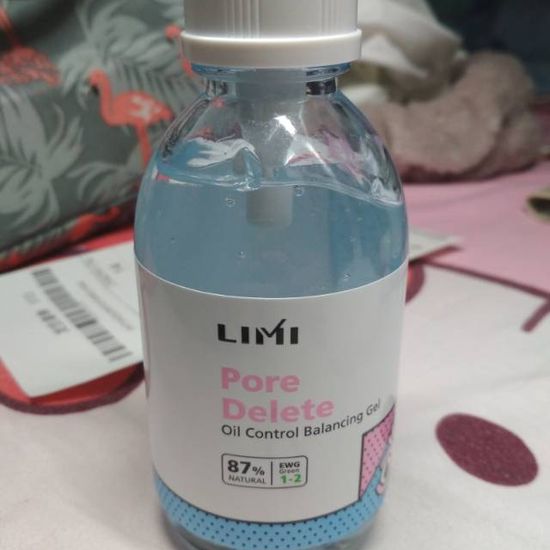 LIMI
Pore
Delete
Oil Control Balancing Gel
87% EWG
NATURAL Green
1-2